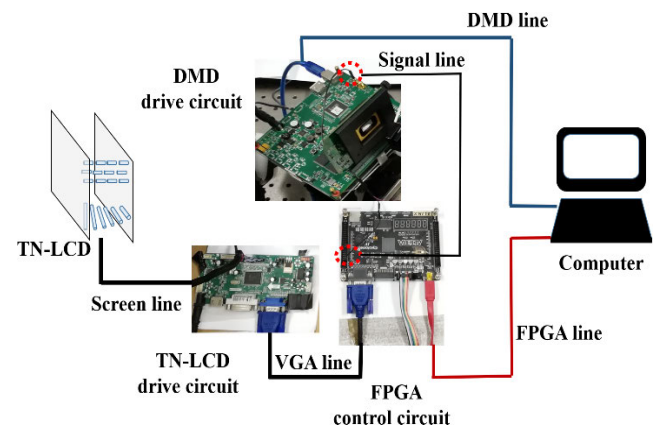 DMD line
Signal line
DMD
drive circuit
TN-LCD
Computer
Screen line
FPGA line
TN-LCD
drive circuit
VGA line
FPGA
control circuit